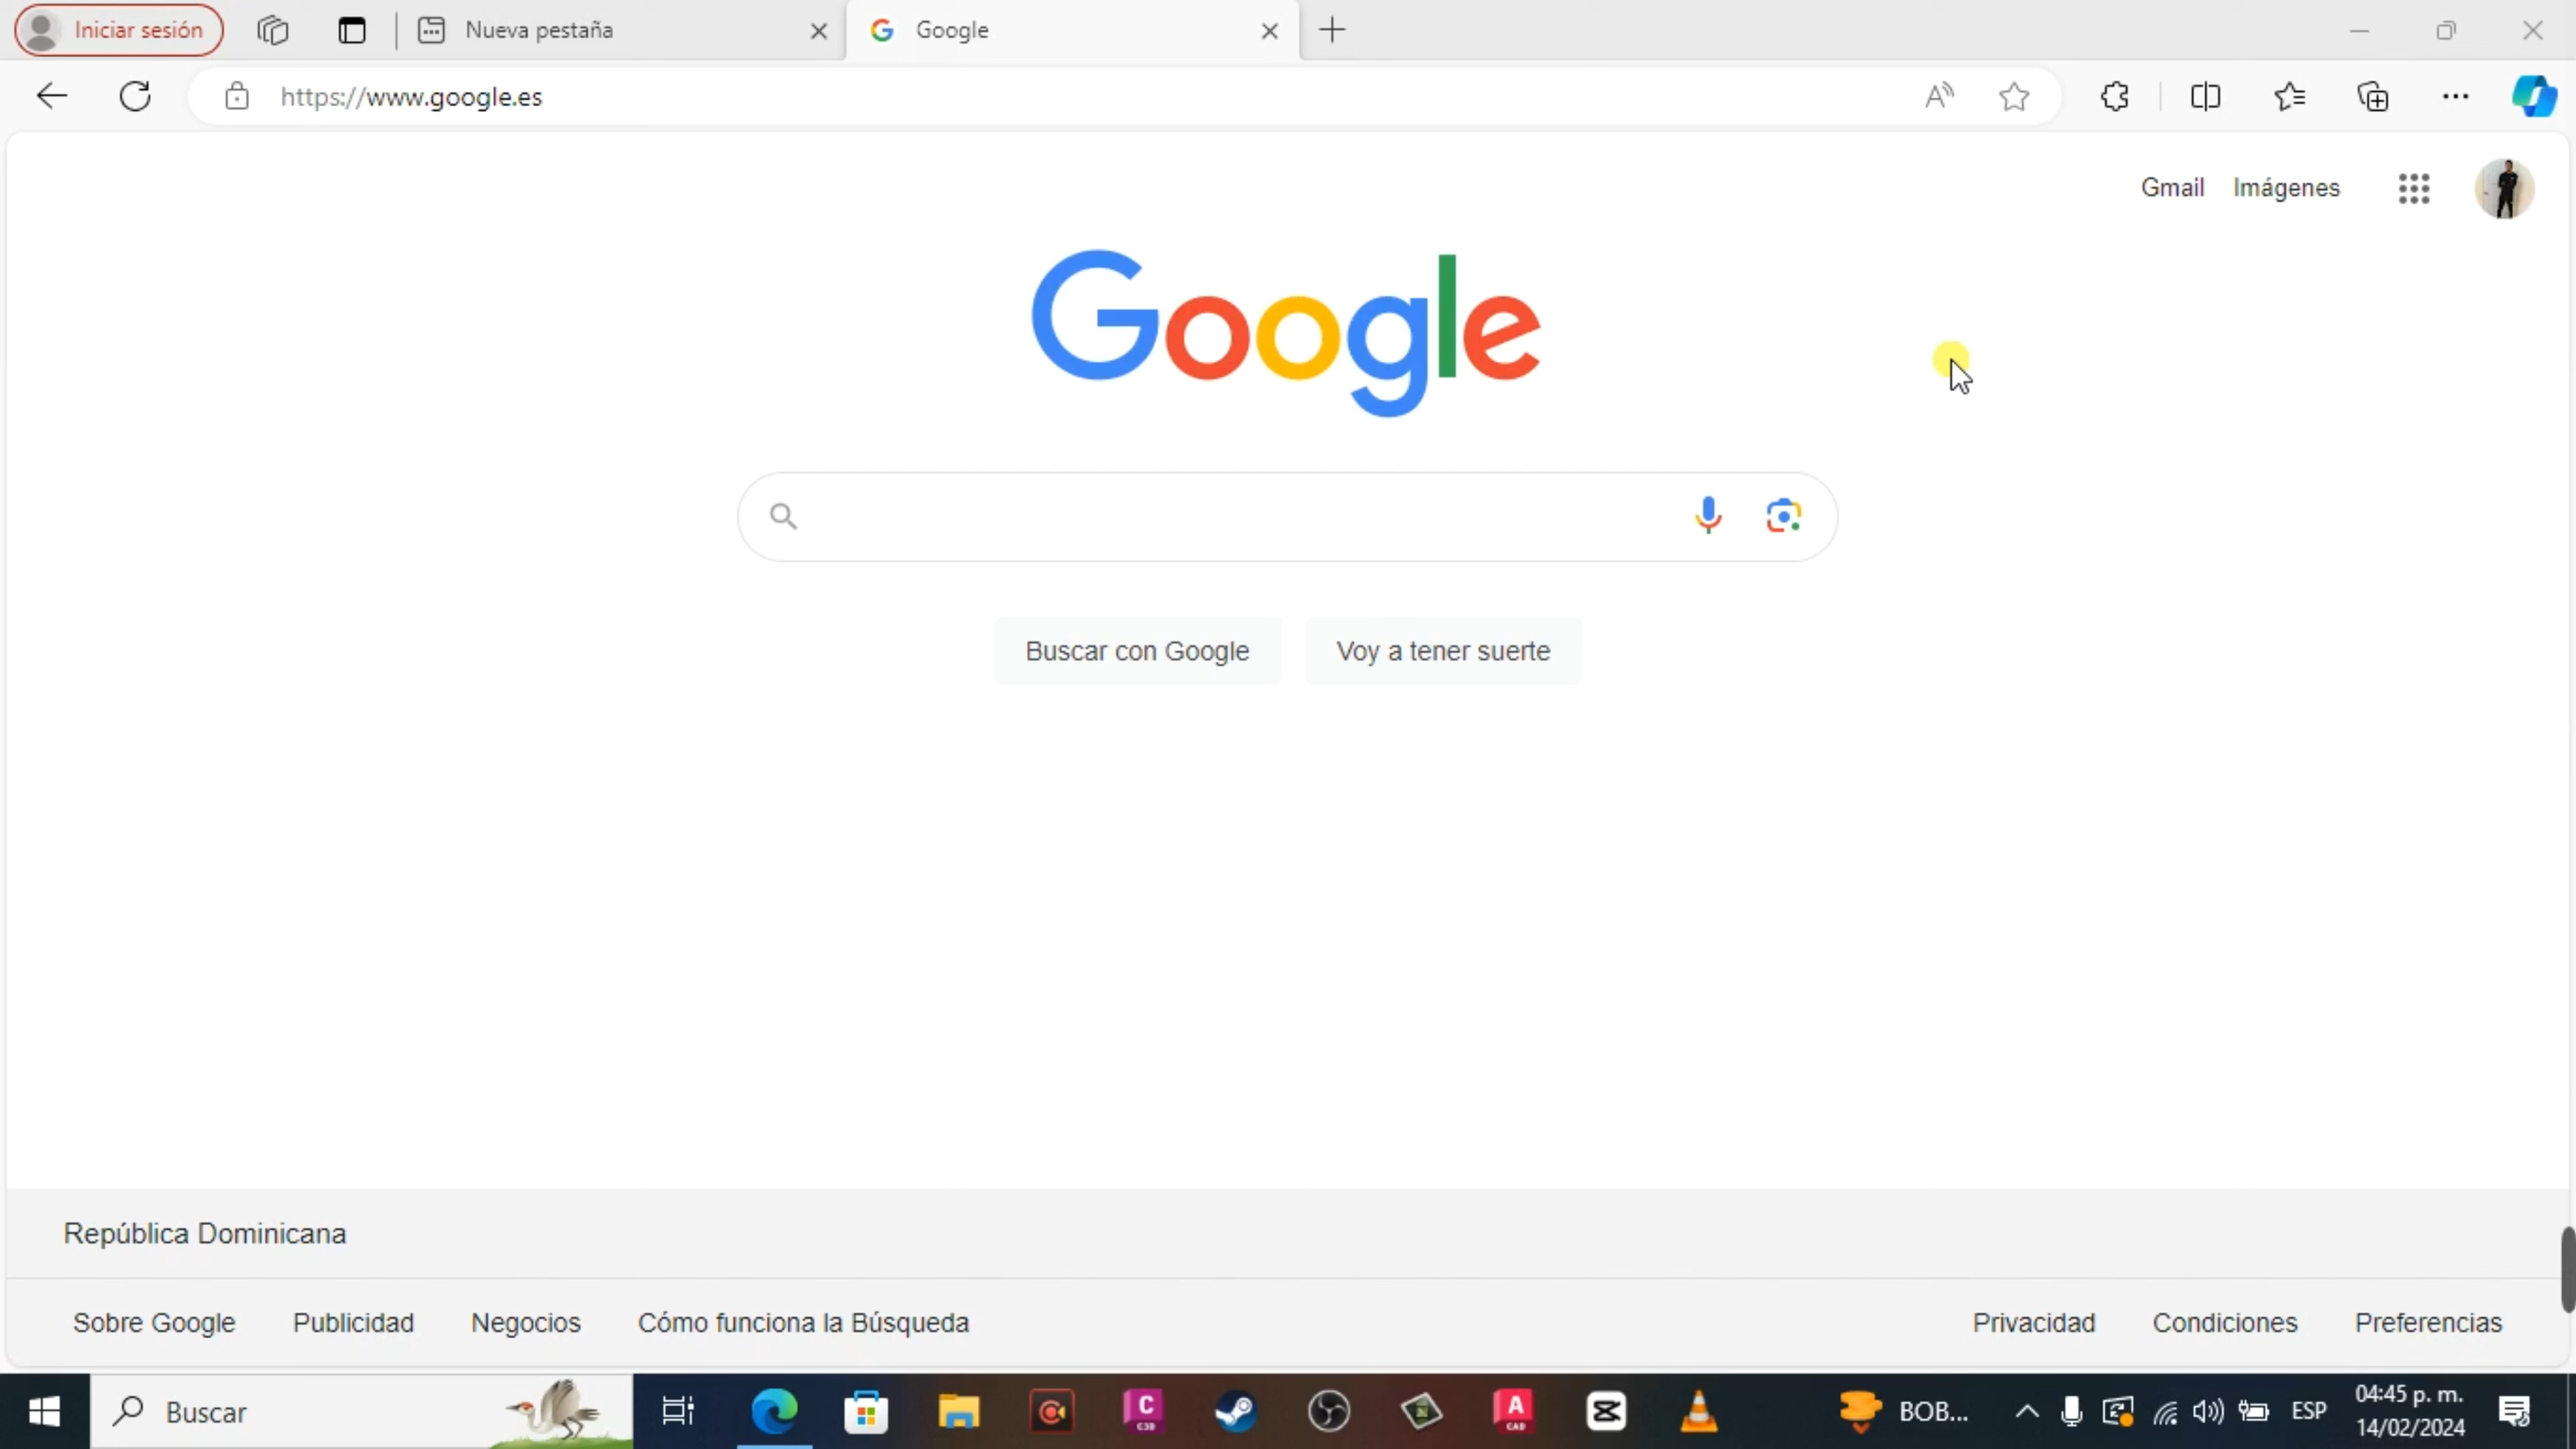 Iniciar sesión
Nueva pestaña
Google
https://www.google.es
Gmail
Imágenes
Google
Buscar con Google
Voy a tener suerte
República Dominicana
Sobre Google
Publicidad
Negocios
Cómo funciona la Búsqueda
Privacidad
Condiciones
Preferencias
Buscar
C
C3D
A
CAD
BOB...
ESP
04:45 p. m.
14/02/2024